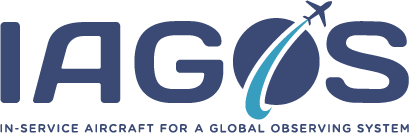 IAGOS
IN-SERVICE AIRCRAFT FOR A GLOBAL OBSERVING SYSTEM